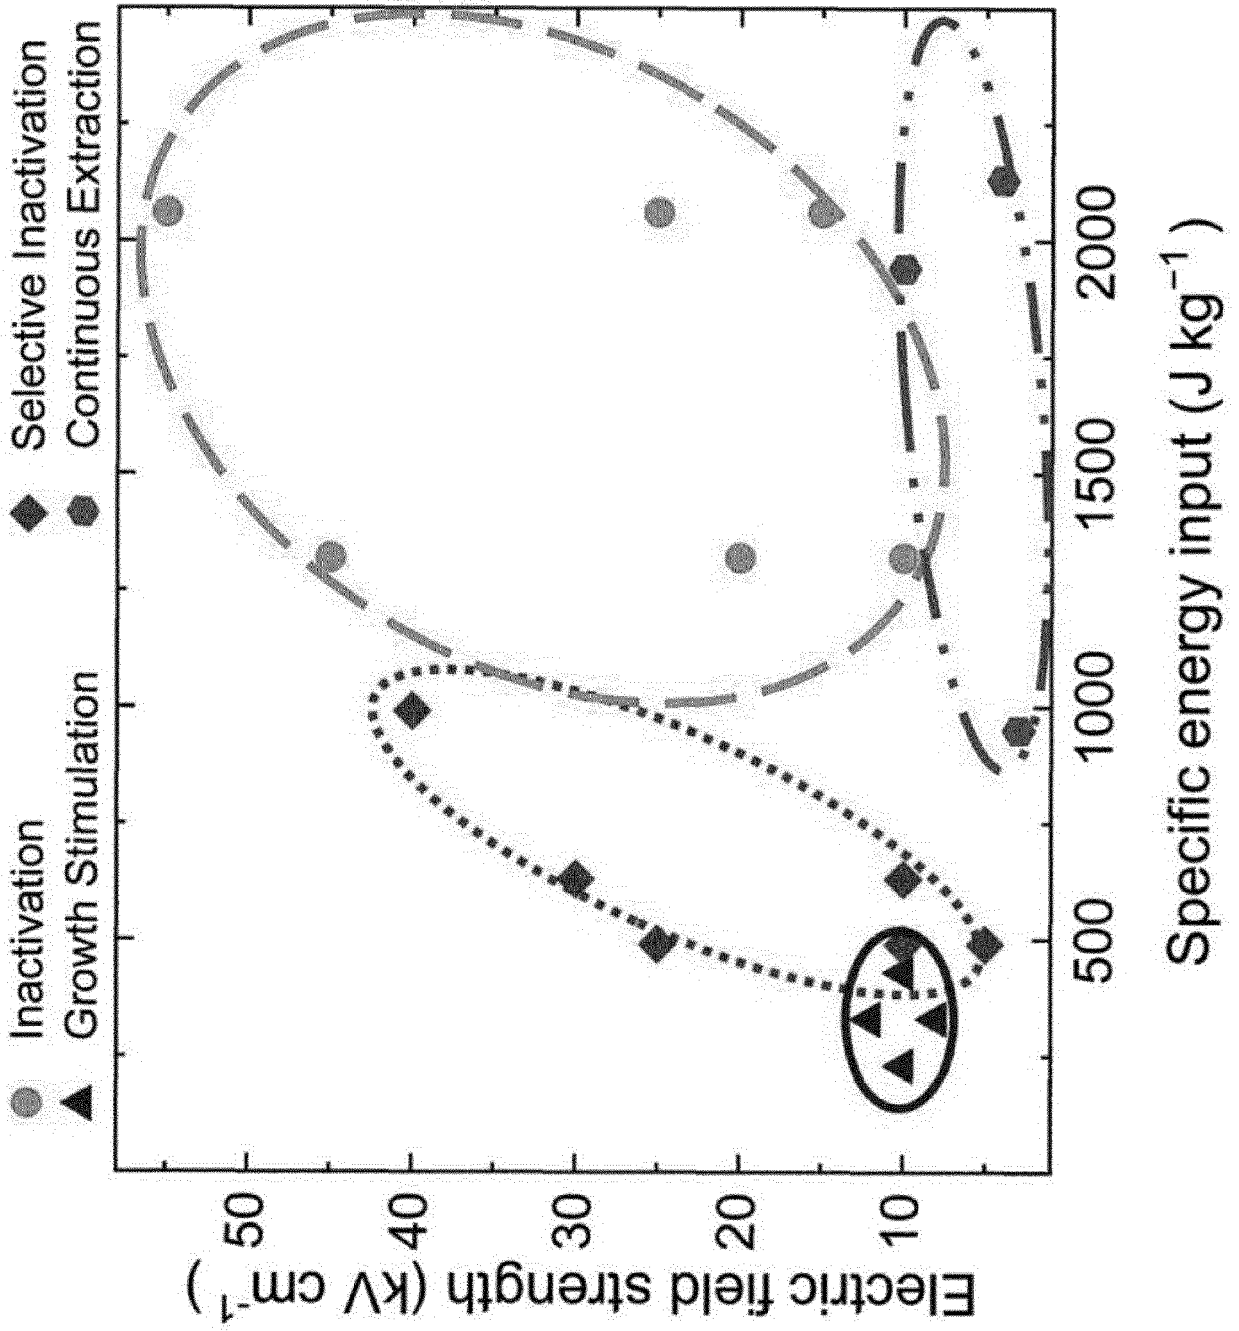 Inactivation
Selective Inactivation
Growth Stimulation
Continuous Extraction
Electric field strength (kV cm⁻¹)
50
40
30
20
10
500
1000
1500
2000
Specific energy input (J kg⁻¹)